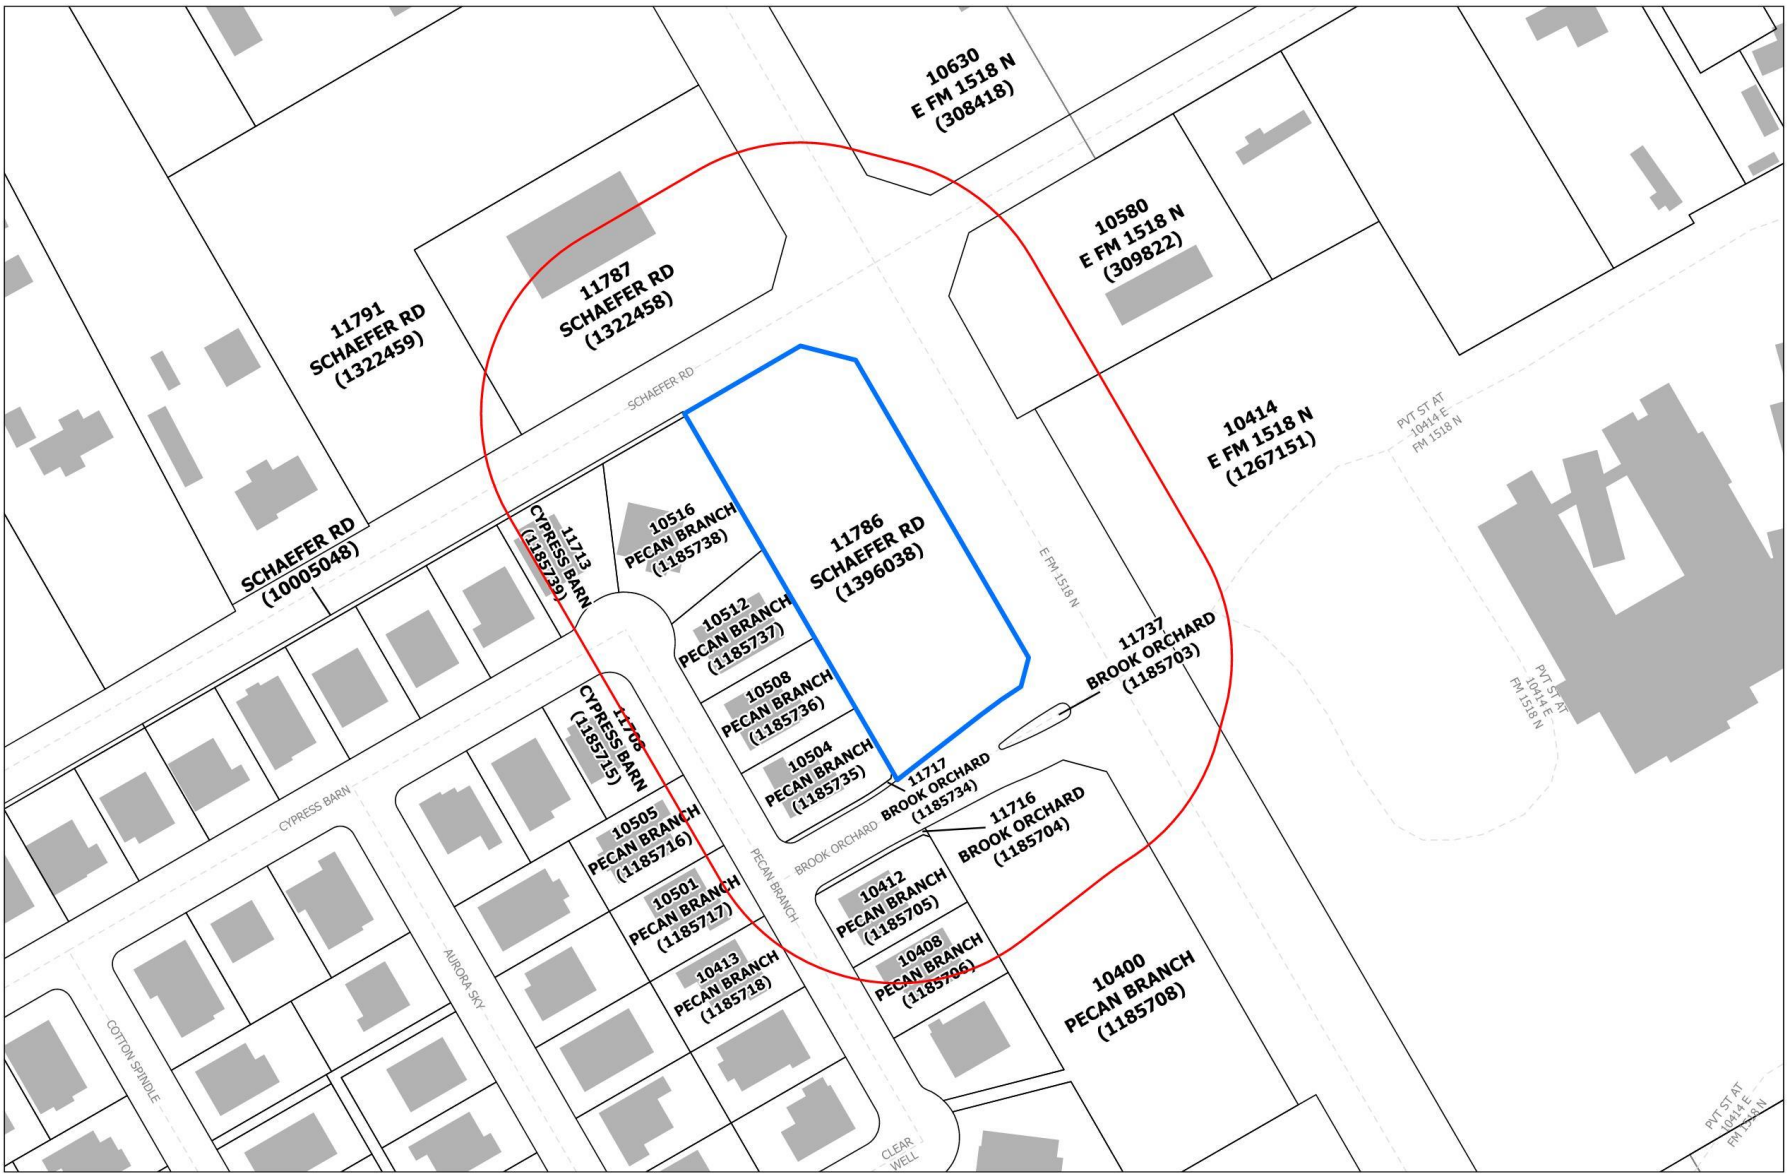 10630
E FM 1518 N
(308418)
10580
E FM 1518 N
(309822)
11787
SCHAEFER RD
(1322458)
11791
SCHAEFER RD
(1322459)
SCHAEFER RD
10414
E FM 1518 N
(1267151)
PVT ST AT
10414 E
FM 1518 N
SCHAEFER RD
(10005048)
11713
CYPRESS BARN
(1185739)
10516
PECAN BRANCH
(1185738)
11786
SCHAEFER RD
(1396038)
E FM 1518 N
10512
PECAN BRANCH
(1185737)
11737
BROOK ORCHARD
(1185703)
10508
PECAN BRANCH
(1185736)
11708
CYPRESS BARN
(1185715)
PVT ST AT
10414 E
FM 1518 N
10504
PECAN BRANCH
(1185735)
11717
BROOK ORCHARD
(1185734)
CYPRESS BARN
10505
PECAN BRANCH
(1185716)
BROOK ORCHARD
11716
BROOK ORCHARD
(1185704)
PECAN BRANCH
10501
PECAN BRANCH
(1185717)
10412
PECAN BRANCH
(1185705)
10408
PECAN BRANCH
(1185706)
10413
PECAN BRANCH
(1185718)
AURORA SKY
10400
PECAN BRANCH
(1185708)
COTTON SPINDLE
CLEAR
WELL
PVT ST AT
10414 E
FM 1518 N